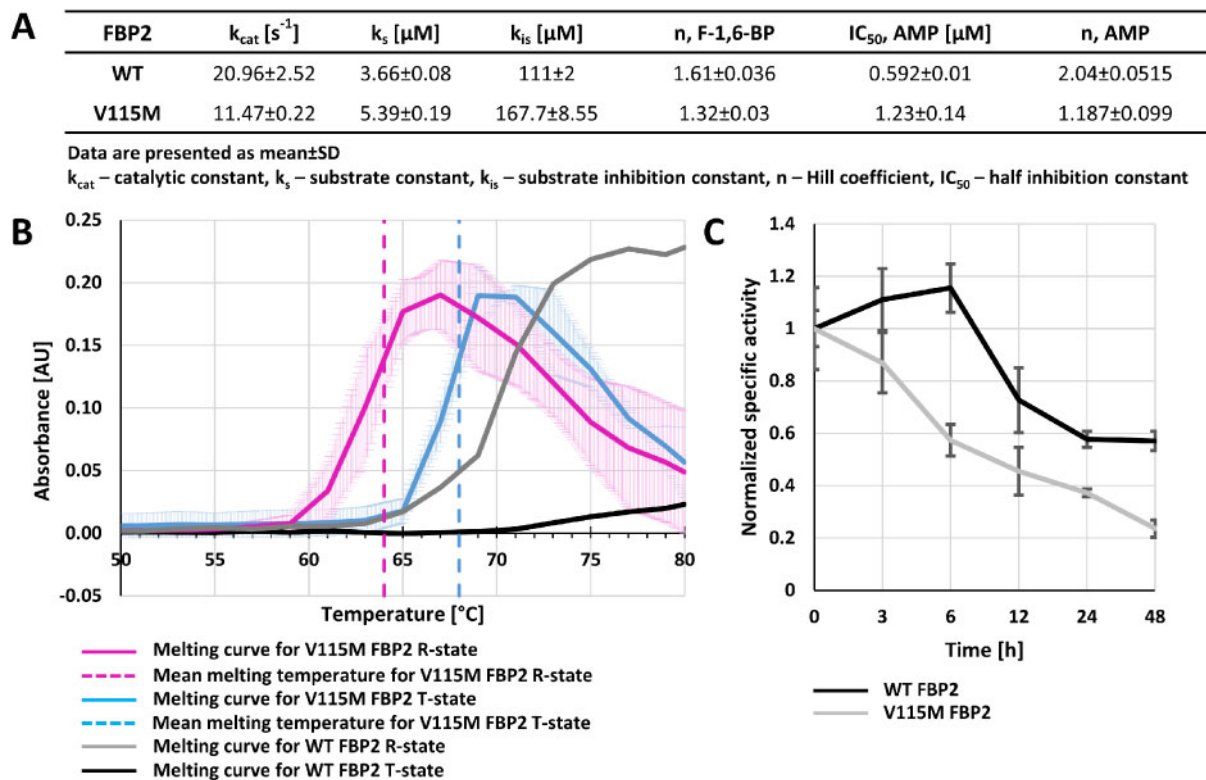 A
FBP2 kcat [s⁻¹] ks [µM] kis [µM] n, F-1,6-BP IC50, AMP [µM] n, AMP
WT 20.96±2.52 3.66±0.08 111±2 1.61±0.036 0.592±0.01 2.04±0.0515
V115M 11.47±0.22 5.39±0.19 167.7±8.55 1.32±0.03 1.23±0.14 1.187±0.099
Data are presented as mean±SD
kcat – catalytic constant, ks – substrate constant, kis – substrate inhibition constant, n – Hill coefficient, IC50 – half inhibition constant
B
Absorbance [AU]
0.25
0.20
0.15
0.10
0.05
0.00
-0.05
50 55 60 65 70 75 80
Temperature [°C]
Melting curve for V115M FBP2 R-state
Mean melting temperature for V115M FBP2 R-state
Melting curve for V115M FBP2 T-state
Mean melting temperature for V115M FBP2 T-state
Melting curve for WT FBP2 R-state
Melting curve for WT FBP2 T-state
C
Normalized specific activity
1.4
1.2
1
0.8
0.6
0.4
0.2
0
0 3 6 12 24 48
Time [h]
WT FBP2
V115M FBP2